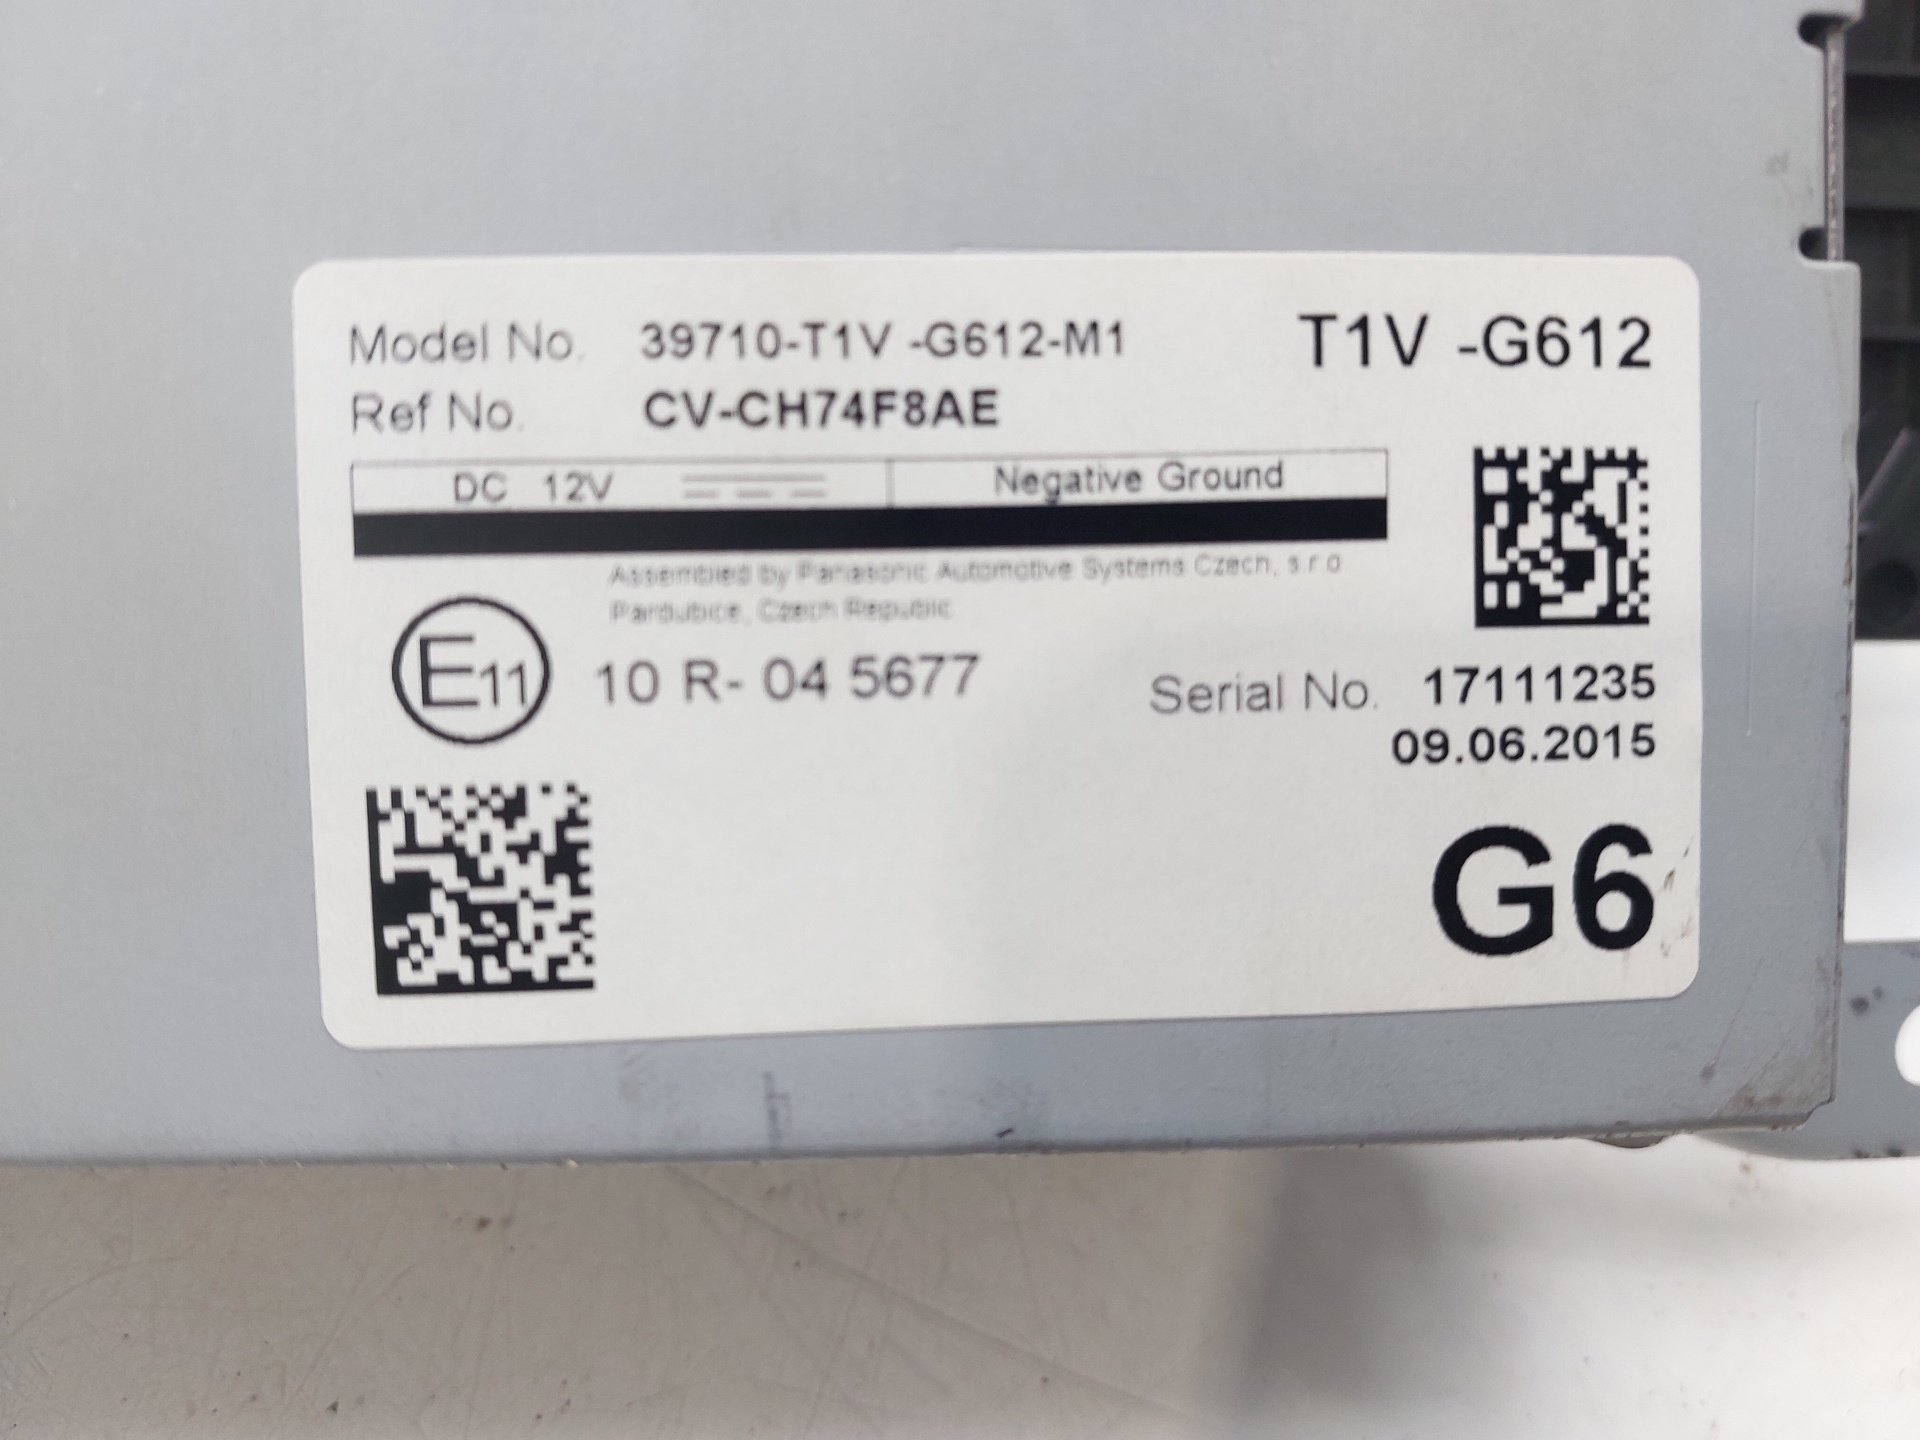 Model No. 39710-T1V -G612-M1 T1V -G612
Ref No. CV-CH74F8AE
DC 12V Negative Ground
Assembled by Panasonic Automotive Systems Czech, s.r.o
Pardubice, Czech Republic
E11 10 R- 04 5677
Serial No. 17111235
09.06.2015
G6